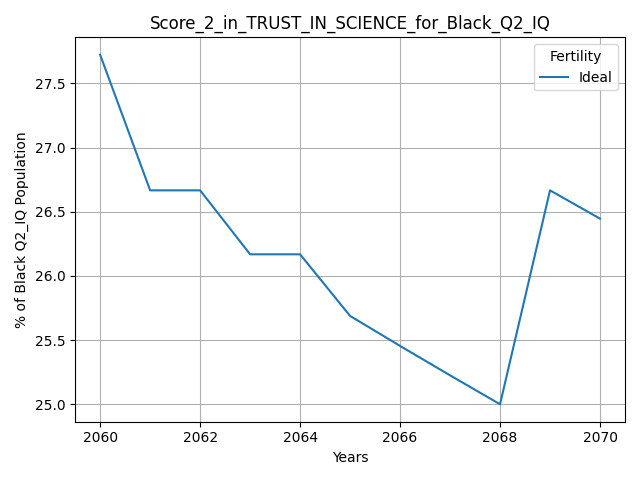 Score_2_in_TRUST_IN_SCIENCE_for_Black_Q2_IQ
Fertility
Ideal
% of Black Q2_IQ Population
27.5
27.0
26.5
26.0
25.5
25.0
2060 2062 2064 2066 2068 2070
Years